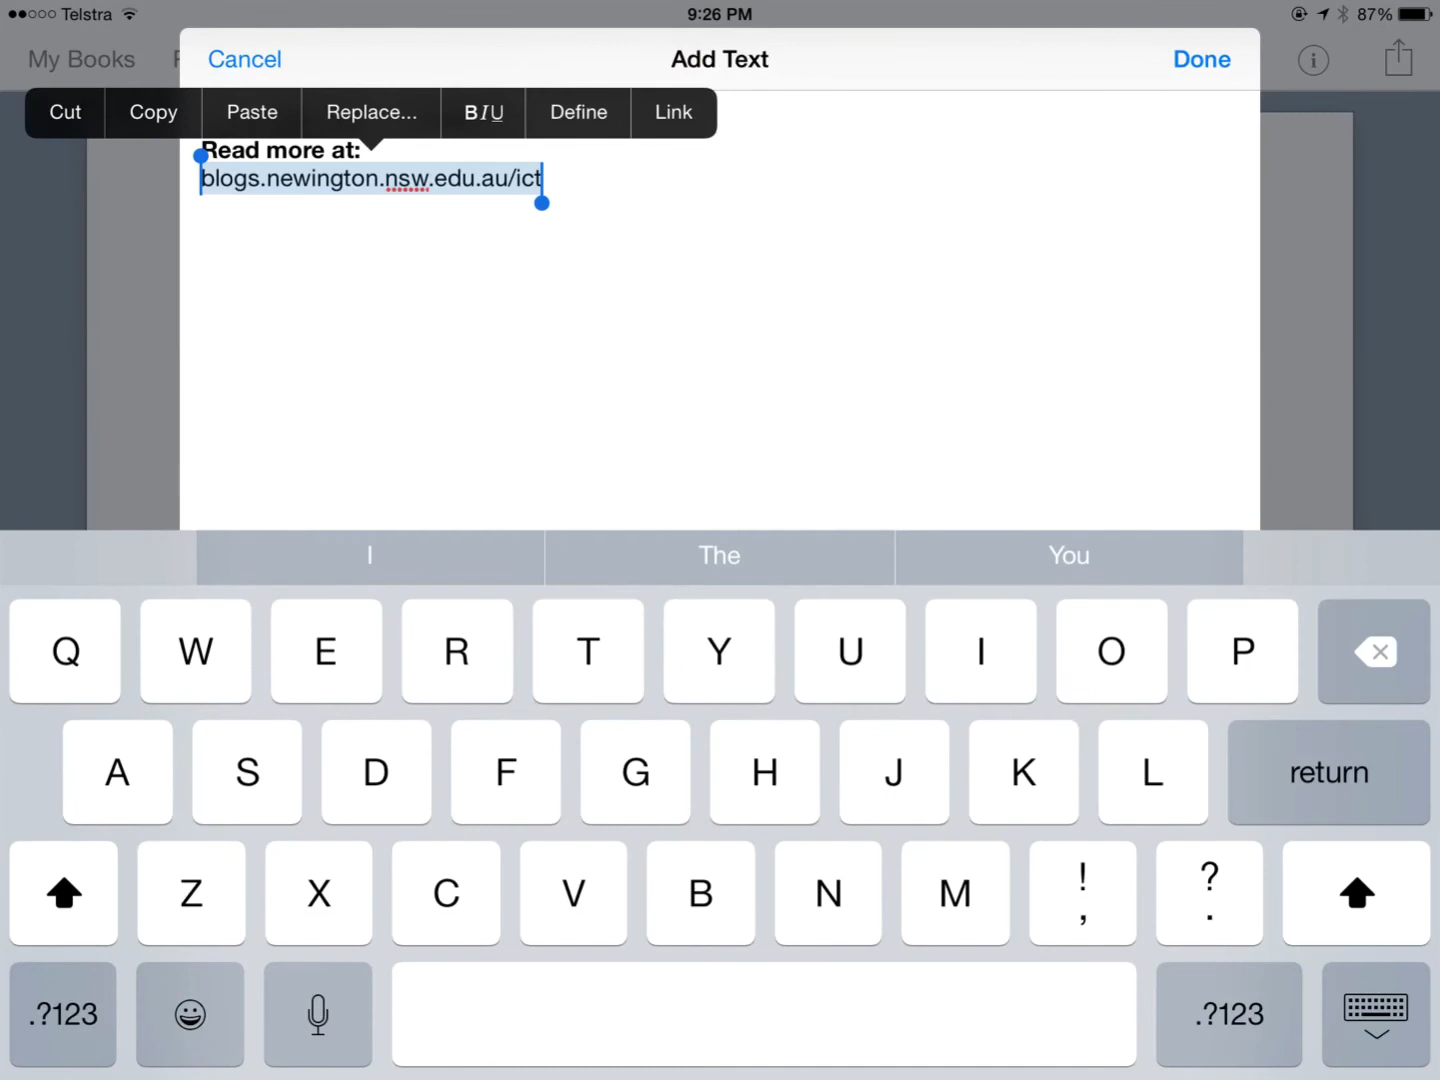 Telstra 9:26 PM 87%
My Books
Cancel Add Text Done
Cut Copy Paste Replace... BIU Define Link
Read more at:
blogs.newington.nsw.edu.au/ict
I The You
Q W E R T Y U I O P
A S D F G H J K L return
Z X C V B N M ! , ? .
.?123 .?123